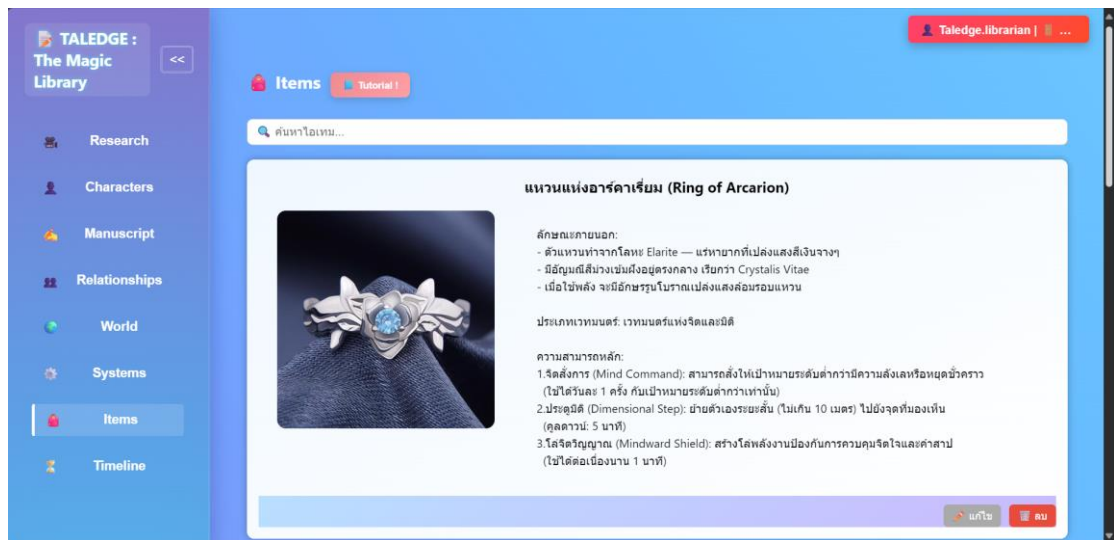 TALEDGE :
The Magic
Library
<<
Taledge.librarian | ...
Items
Tutorial !
ค้นหาไอเทม...
Research
Characters
Manuscript
Relationships
World
Systems
Items
Timeline
แหวนแห่งอาร์คาเรี่ยม (Ring of Arcarion)
ลักษณะภายนอก:
- ตัวแหวนทำจากโลหะ Elarite — แร่หายากที่เปล่งแสงสีเงินจางๆ
- มีอัญมณีสีม่วงเข้มฝังอยู่ตรงกลาง เรียกว่า Crystalis Vitae
- เมื่อใช้พลัง จะมีอักษรรูนโบราณเปล่งแสงล้อมรอบแหวน
ประเภทเวทมนตร์: เวทมนตร์แห่งจิตและมิติ
ความสามารถหลัก:
1.จิตสั่งการ (Mind Command): สามารถสั่งให้เป้าหมายระดับต่ำกว่ามีความลังเลหรือหยุดชั่วคราว
(ใช้ได้วันละ 1 ครั้ง กับเป้าหมายระดับต่ำกว่าเท่านั้น)
2.ประตูมิติ (Dimensional Step): ย้ายตัวเองระยะสั้น (ไม่เกิน 10 เมตร) ไปยังจุดที่มองเห็น
(คูลดาวน์: 5 นาที)
3.โล่จิตวิญญาณ (Mindward Shield): สร้างโล่พลังงานป้องกันการควบคุมจิตใจและคำสาป
(ใช้ได้ต่อเนื่องนาน 1 นาที)
แก้ไข
ลบ